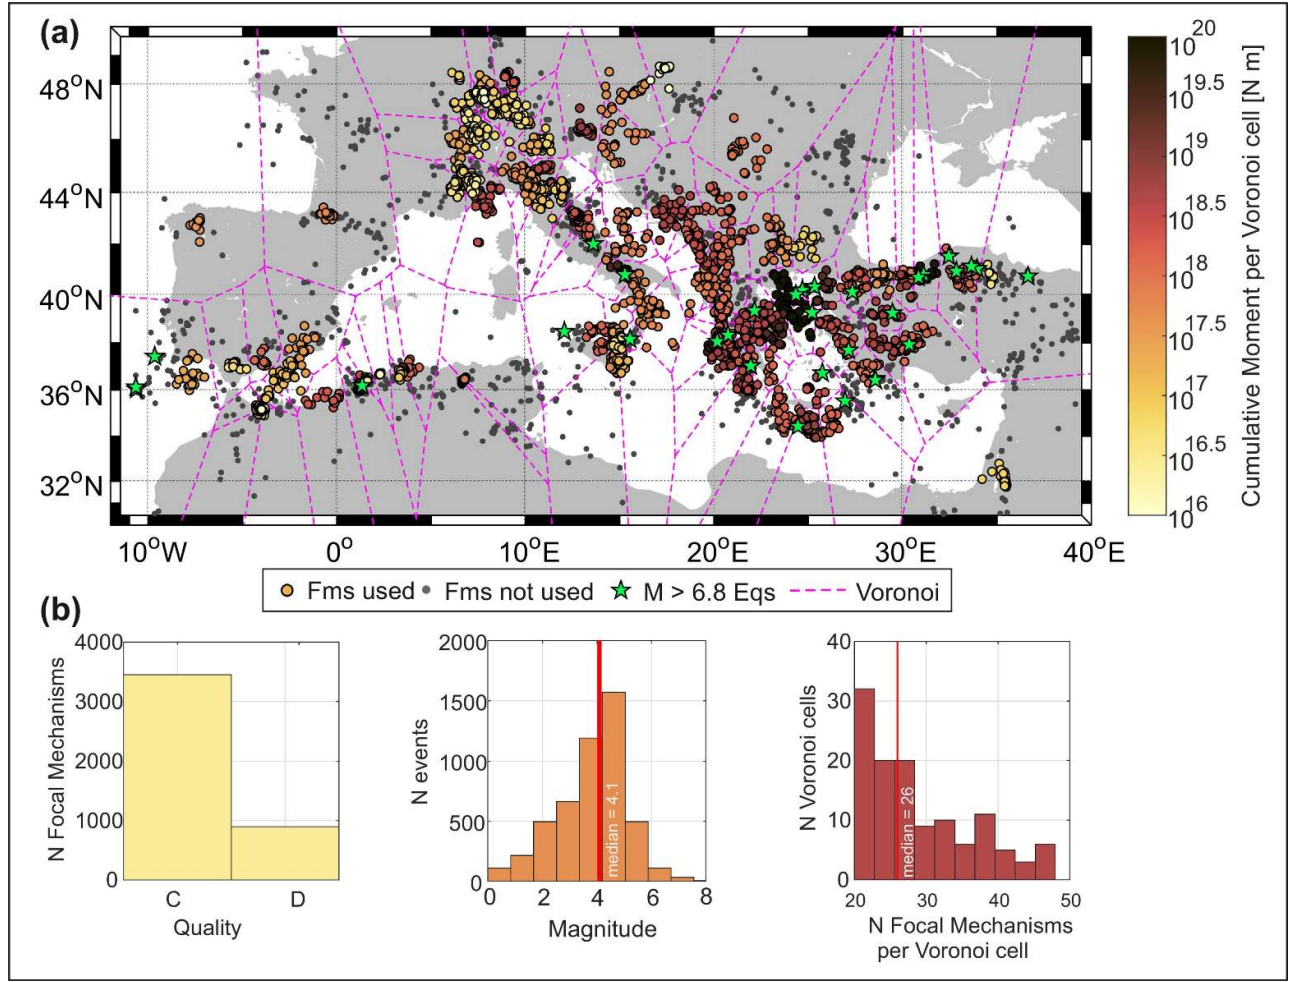 (a)
48°N
44°N
40°N
36°N
32°N
10°W 0° 10°E 20°E 30°E 40°E
10^20
10^19.5
10^19
10^18.5
10^18
10^17.5
10^17
10^16.5
10^16
Cumulative Moment per Voronoi cell [N m]
Fms used Fms not used M > 6.8 Eqs Voronoi
(b)
4000
3000
2000
1000
0
N Focal Mechanisms
C D
Quality
2000
1500
1000
500
0
N events
median = 4.1
0 2 4 6 8
Magnitude
40
30
20
10
0
N Voronoi cells
median = 26
20 30 40 50
N Focal Mechanisms
per Voronoi cell